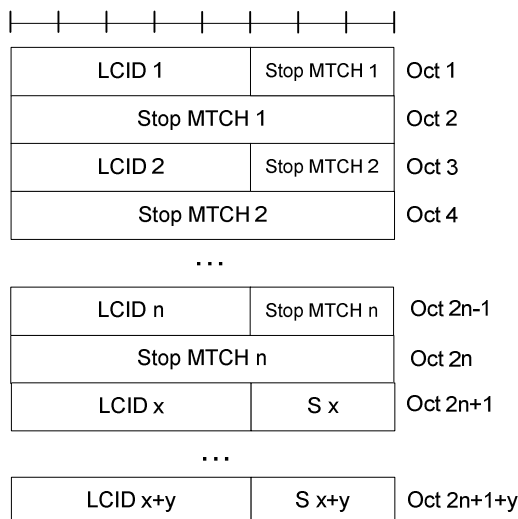 LCID 1 Stop MTCH 1 Oct 1
Stop MTCH 1 Oct 2
LCID 2 Stop MTCH 2 Oct 3
Stop MTCH 2 Oct 4
...
LCID n Stop MTCH n Oct 2n-1
Stop MTCH n Oct 2n
LCID x S x Oct 2n+1
...
LCID x+y S x+y Oct 2n+1+y